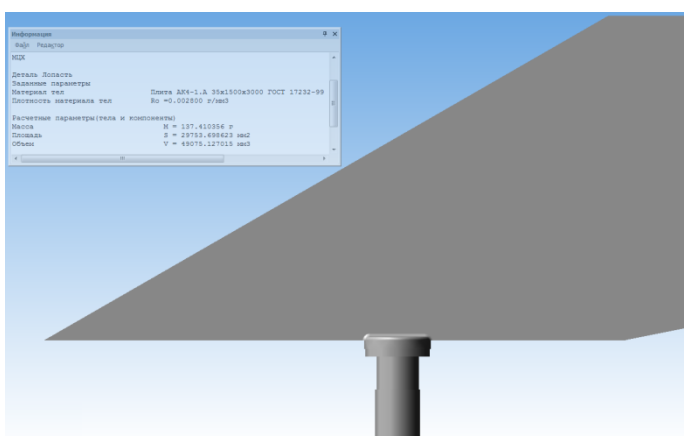 Информация
Файл Редактор
МЦХ
Деталь Лопасть
Заданные параметры
Материал тел Плита АК4-1.А 35х1500х3000 ГОСТ 17232-99
Плотность материала тел Ro =0.002800 г/мм3
Расчетные параметры(тела и компоненты)
Масса M = 137.410356 г
Площадь S = 29753.698623 мм2
Объем V = 49075.127015 мм3